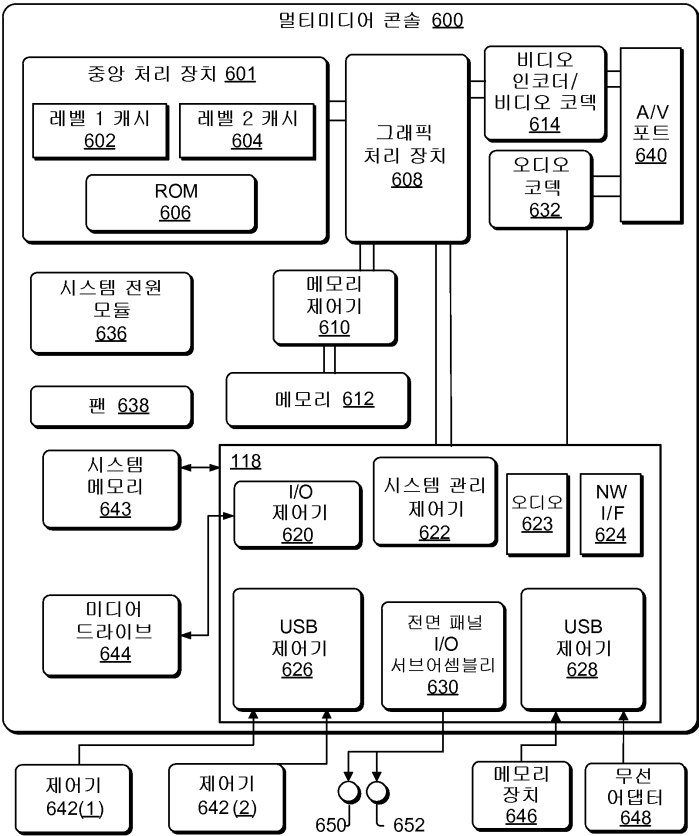 멀티미디어 콘솔 600
중앙 처리 장치 601
레벨 1 캐시
602
레벨 2 캐시
604
ROM
606
그래픽
처리 장치
608
비디오
인코더/
비디오 코덱
614
A/V
포트
640
오디오
코덱
632
시스템 전원
모듈
636
메모리
제어기
610
메모리 612
팬 638
시스템
메모리
643
118
I/O
제어기
620
시스템 관리
제어기
622
오디오
623
NW
I/F
624
미디어
드라이브
644
USB
제어기
626
전면 패널
I/O
서브어셈블리
630
USB
제어기
628
제어기
642(1)
제어기
642(2)
650
652
메모리
장치
646
무선
어댑터
648